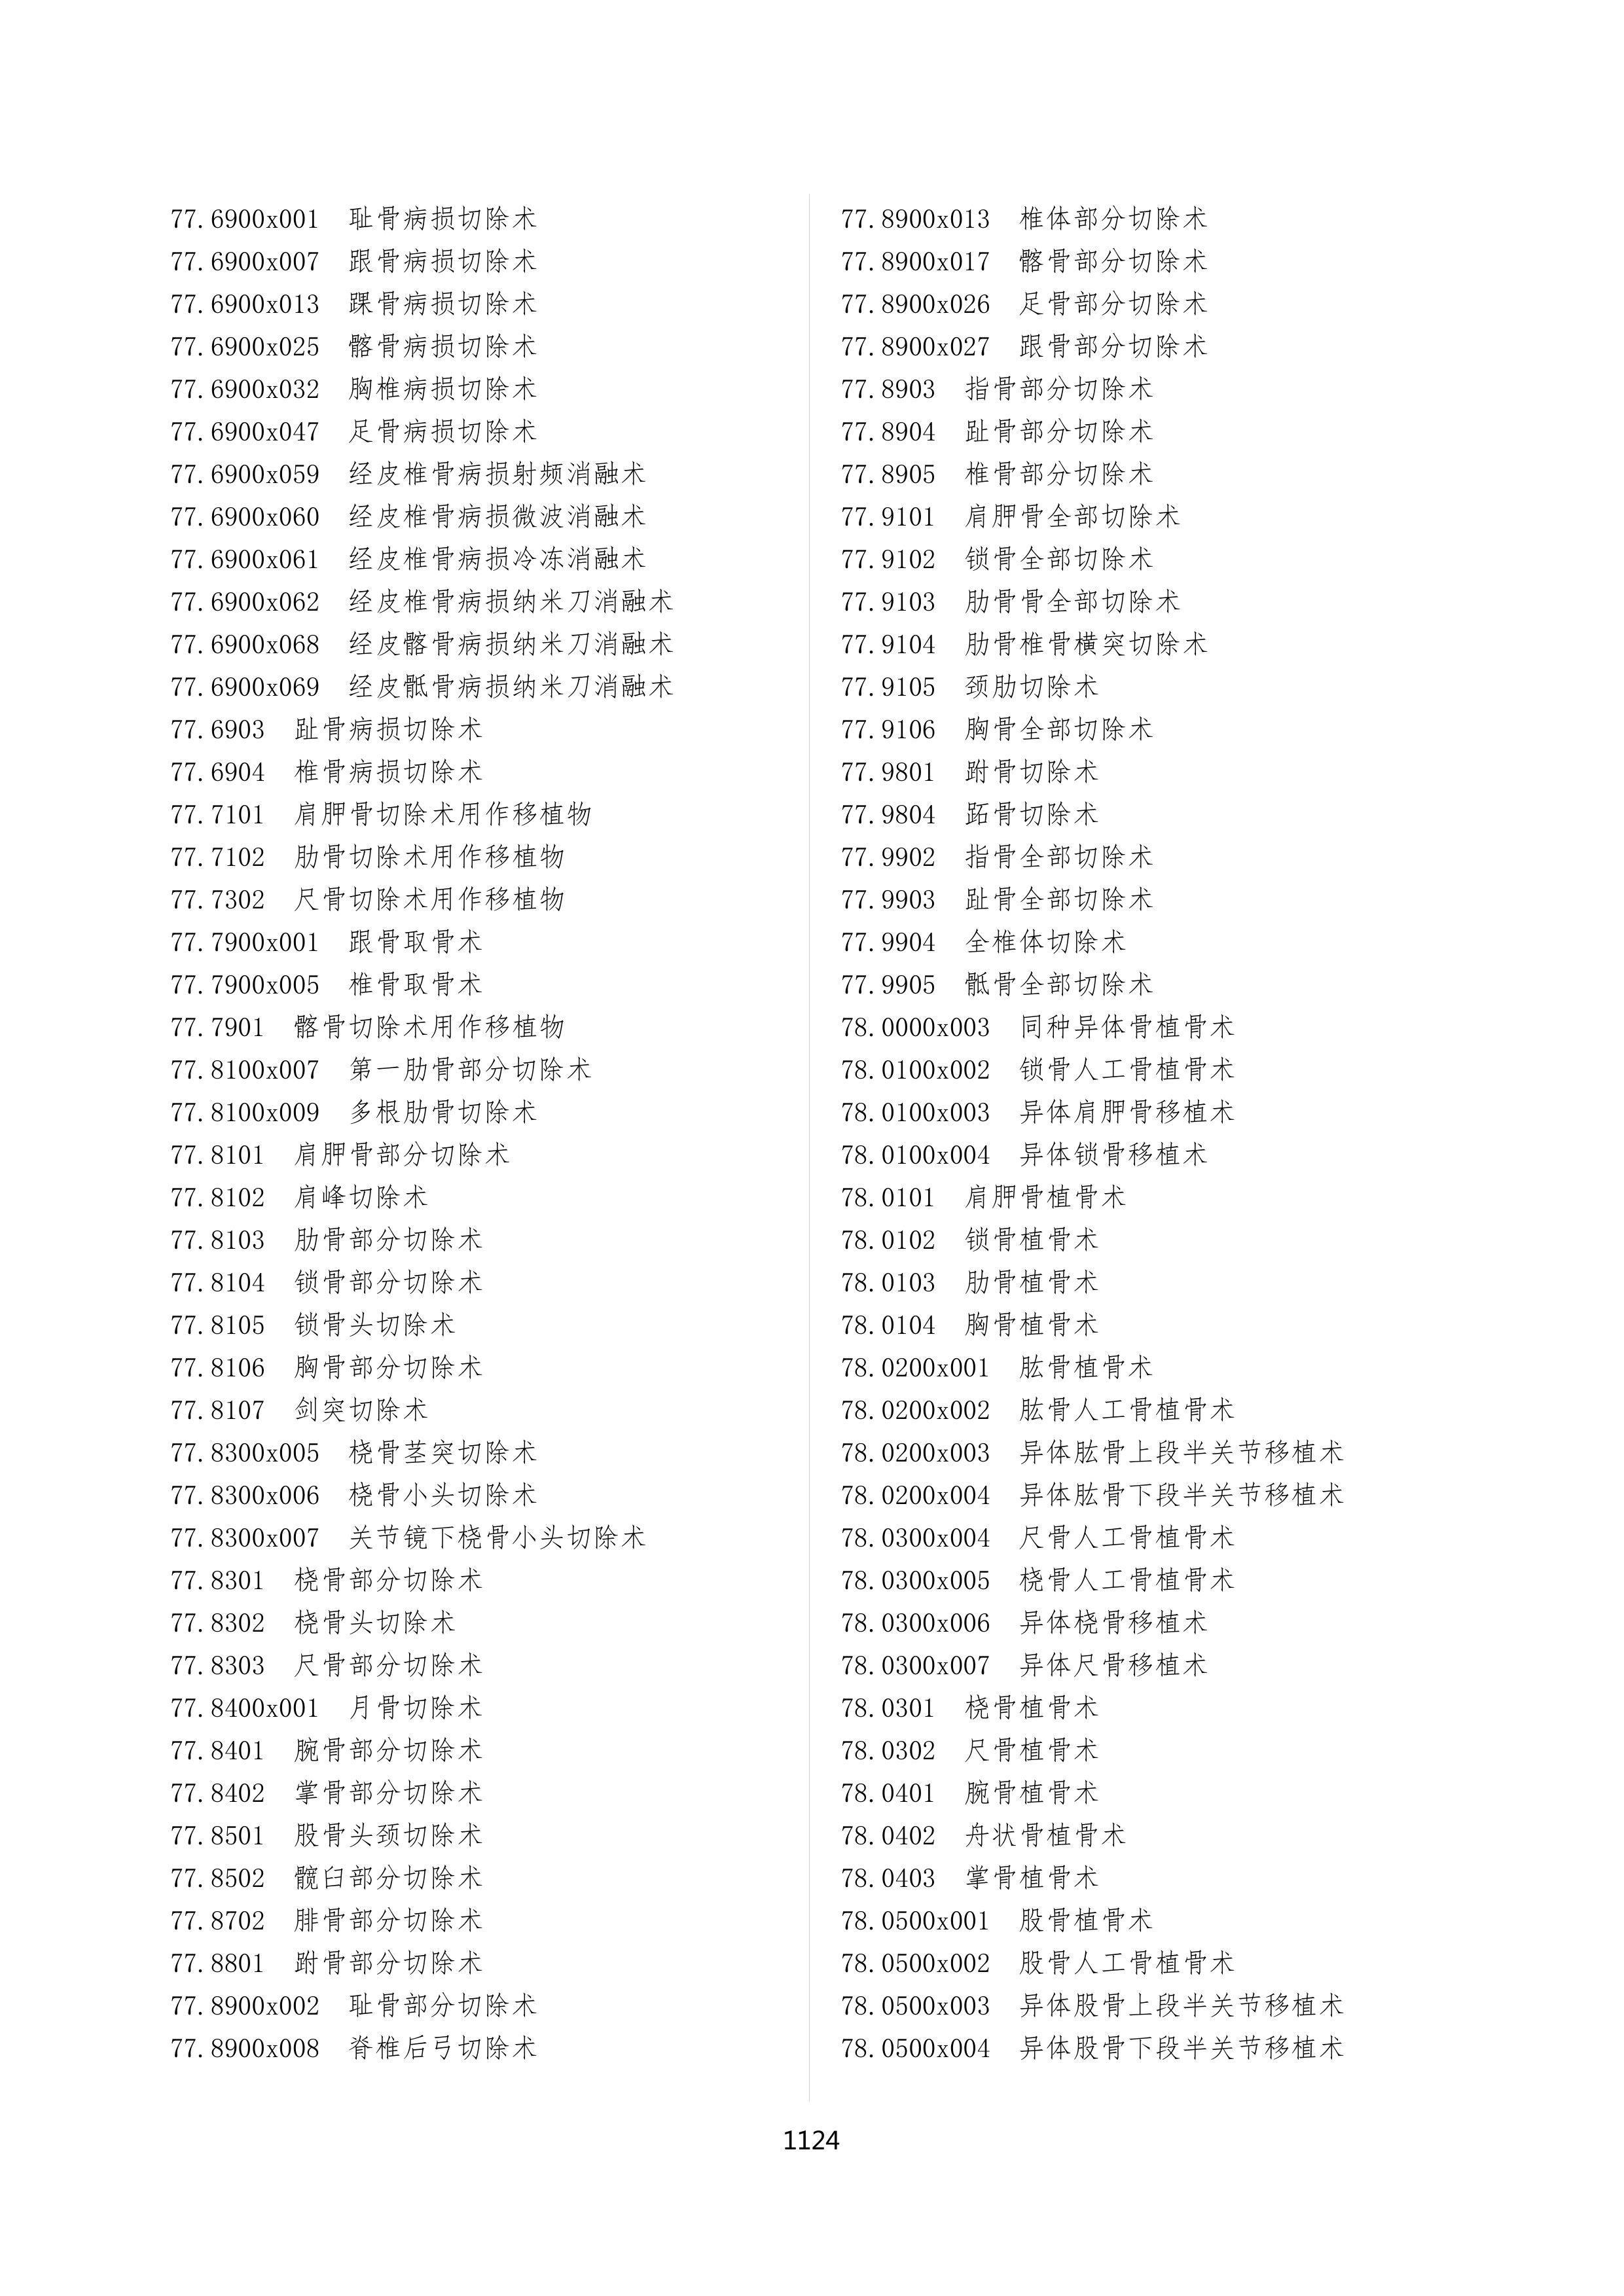 77.6900x001 耻骨病损切除术
77.6900x007 跟骨病损切除术
77.6900x013 踝骨病损切除术
77.6900x025 髂骨病损切除术
77.6900x032 胸椎病损切除术
77.6900x047 足骨病损切除术
77.6900x059 经皮椎骨病损射频消融术
77.6900x060 经皮椎骨病损微波消融术
77.6900x061 经皮椎骨病损冷冻消融术
77.6900x062 经皮椎骨病损纳米刀消融术
77.6900x068 经皮髂骨病损纳米刀消融术
77.6900x069 经皮骶骨病损纳米刀消融术
77.6903 趾骨病损切除术
77.6904 椎骨病损切除术
77.7101 肩胛骨切除术用作移植物
77.7102 肋骨切除术用作移植物
77.7302 尺骨切除术用作移植物
77.7900x001 跟骨取骨术
77.7900x005 椎骨取骨术
77.7901 髂骨切除术用作移植物
77.8100x007 第一肋骨部分切除术
77.8100x009 多根肋骨切除术
77.8101 肩胛骨部分切除术
77.8102 肩峰切除术
77.8103 肋骨部分切除术
77.8104 锁骨部分切除术
77.8105 锁骨头切除术
77.8106 胸骨部分切除术
77.8107 剑突切除术
77.8300x005 桡骨茎突切除术
77.8300x006 桡骨小头切除术
77.8300x007 关节镜下桡骨小头切除术
77.8301 桡骨部分切除术
77.8302 桡骨头切除术
77.8303 尺骨部分切除术
77.8400x001 月骨切除术
77.8401 腕骨部分切除术
77.8402 掌骨部分切除术
77.8501 股骨头颈切除术
77.8502 髋臼部分切除术
77.8702 腓骨部分切除术
77.8801 跗骨部分切除术
77.8900x002 耻骨部分切除术
77.8900x008 脊椎后弓切除术
77.8900x013 椎体部分切除术
77.8900x017 髂骨部分切除术
77.8900x026 足骨部分切除术
77.8900x027 跟骨部分切除术
77.8903 指骨部分切除术
77.8904 趾骨部分切除术
77.8905 椎骨部分切除术
77.9101 肩胛骨全部切除术
77.9102 锁骨全部切除术
77.9103 肋骨骨全部切除术
77.9104 肋骨椎骨横突切除术
77.9105 颈肋切除术
77.9106 胸骨全部切除术
77.9801 跗骨切除术
77.9804 跖骨切除术
77.9902 指骨全部切除术
77.9903 趾骨全部切除术
77.9904 全椎体切除术
77.9905 骶骨全部切除术
78.0000x003 同种异体骨植骨术
78.0100x002 锁骨人工骨植骨术
78.0100x003 异体肩胛骨移植术
78.0100x004 异体锁骨移植术
78.0101 肩胛骨植骨术
78.0102 锁骨植骨术
78.0103 肋骨植骨术
78.0104 胸骨植骨术
78.0200x001 肱骨植骨术
78.0200x002 肱骨人工骨植骨术
78.0200x003 异体肱骨上段半关节移植术
78.0200x004 异体肱骨下段半关节移植术
78.0300x004 尺骨人工骨植骨术
78.0300x005 桡骨人工骨植骨术
78.0300x006 异体桡骨移植术
78.0300x007 异体尺骨移植术
78.0301 桡骨植骨术
78.0302 尺骨植骨术
78.0401 腕骨植骨术
78.0402 舟状骨植骨术
78.0403 掌骨植骨术
78.0500x001 股骨植骨术
78.0500x002 股骨人工骨植骨术
78.0500x003 异体股骨上段半关节移植术
78.0500x004 异体股骨下段半关节移植术
1124